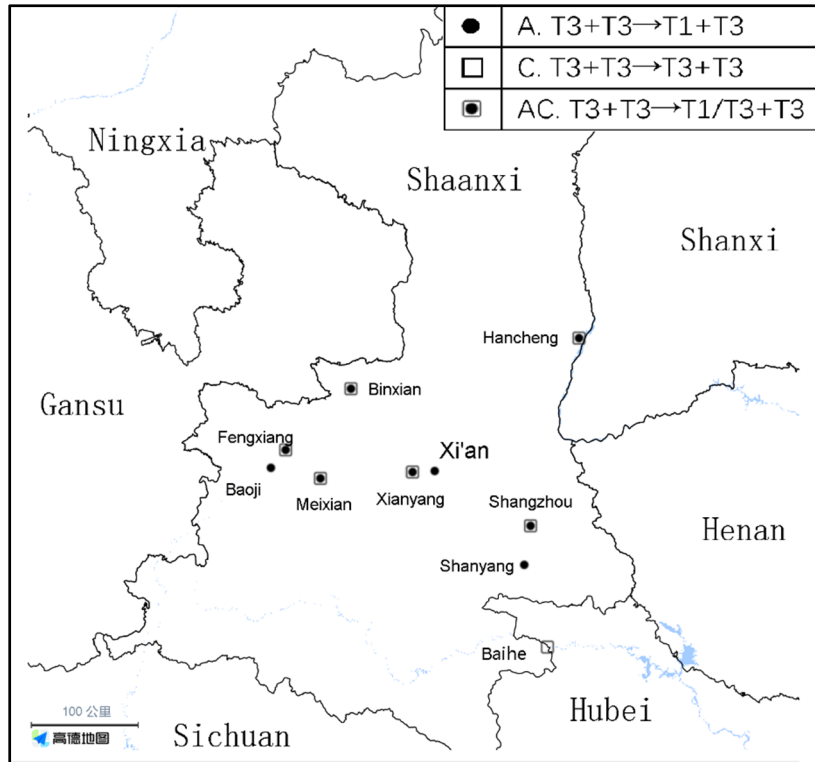 A. T3+T3→T1+T3
C. T3+T3→T3+T3
AC. T3+T3→T1/T3+T3
Ningxia
Shaanxi
Shanxi
Hancheng
Gansu
Binxian
Fengxiang
Xi'an
Baoji
Meixian
Xianyang
Shangzhou
Henan
Shanyang
Baihe
100 公里
Hubei
高德地图
Sichuan